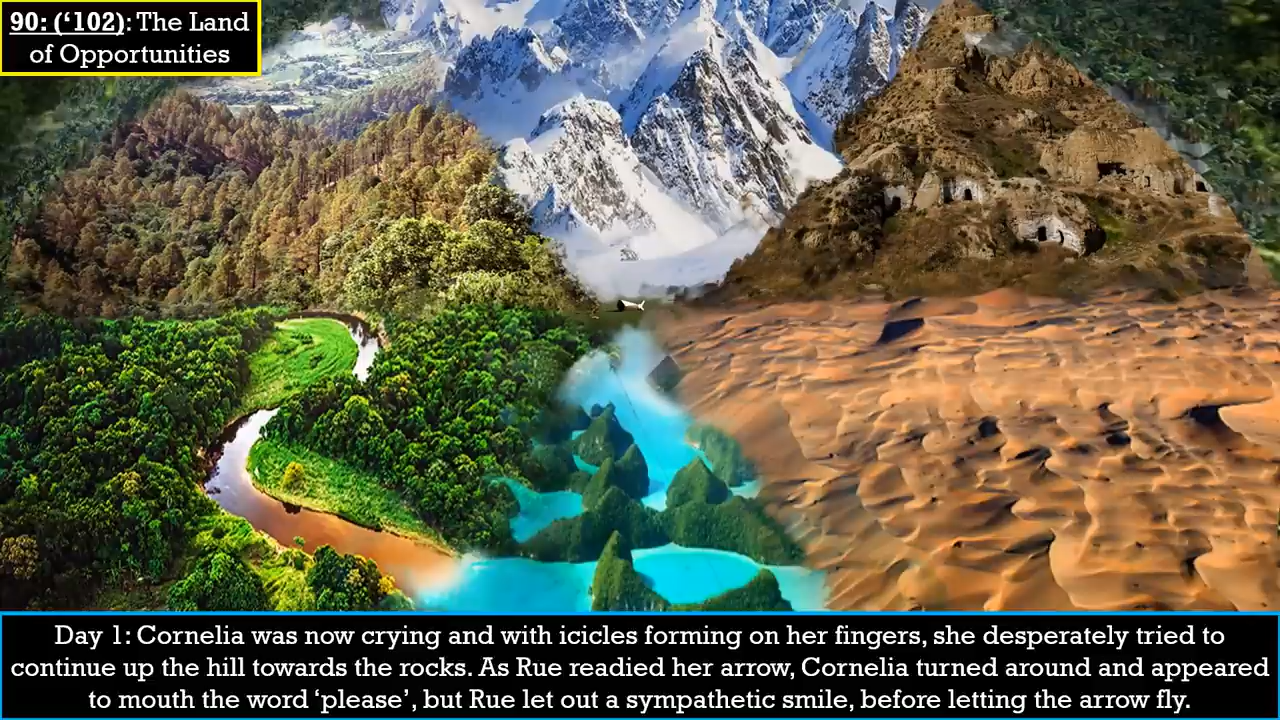 90: (‘102): The Land
of Opportunities
Day 1: Cornelia was now crying and with icicles forming on her fingers, she desperately tried to
continue up the hill towards the rocks. As Rue readied her arrow, Cornelia turned around and appeared
to mouth the word ‘please’, but Rue let out a sympathetic smile, before letting the arrow fly.